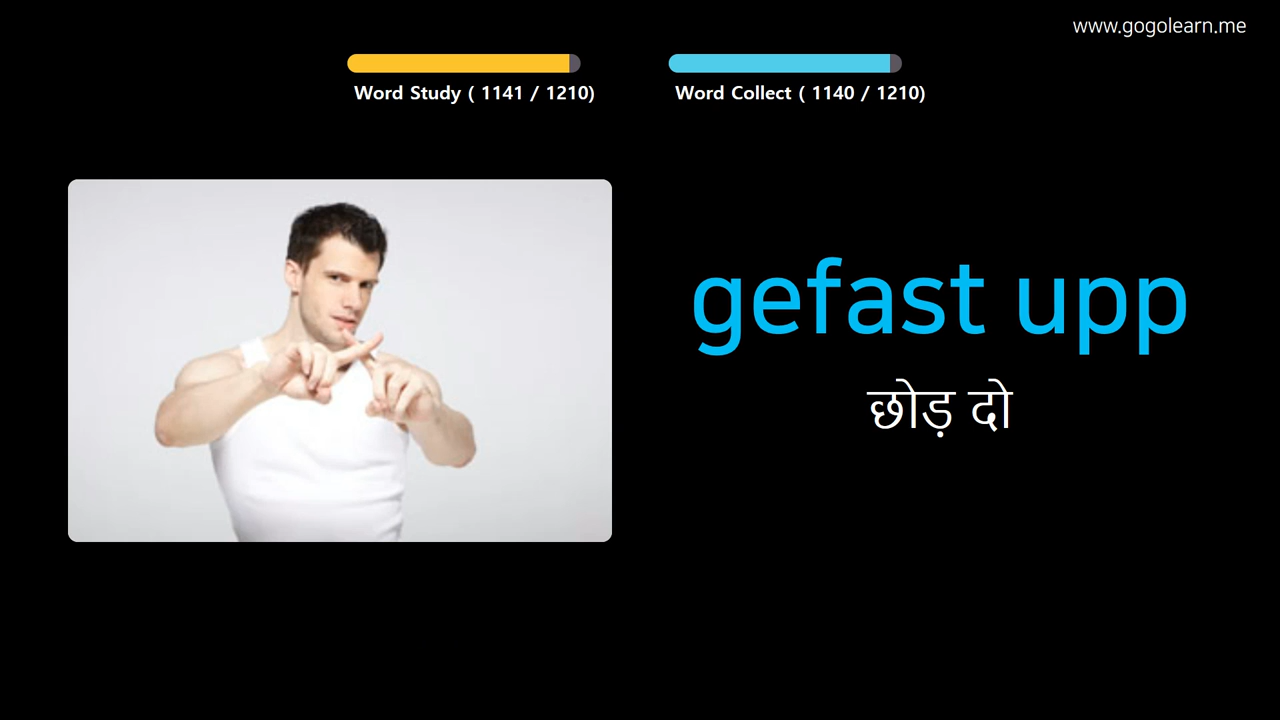 www.gogolearn.me
Word Study ( 1141 / 1210)
Word Collect ( 1140 / 1210)
gefast upp
छोड़ दो